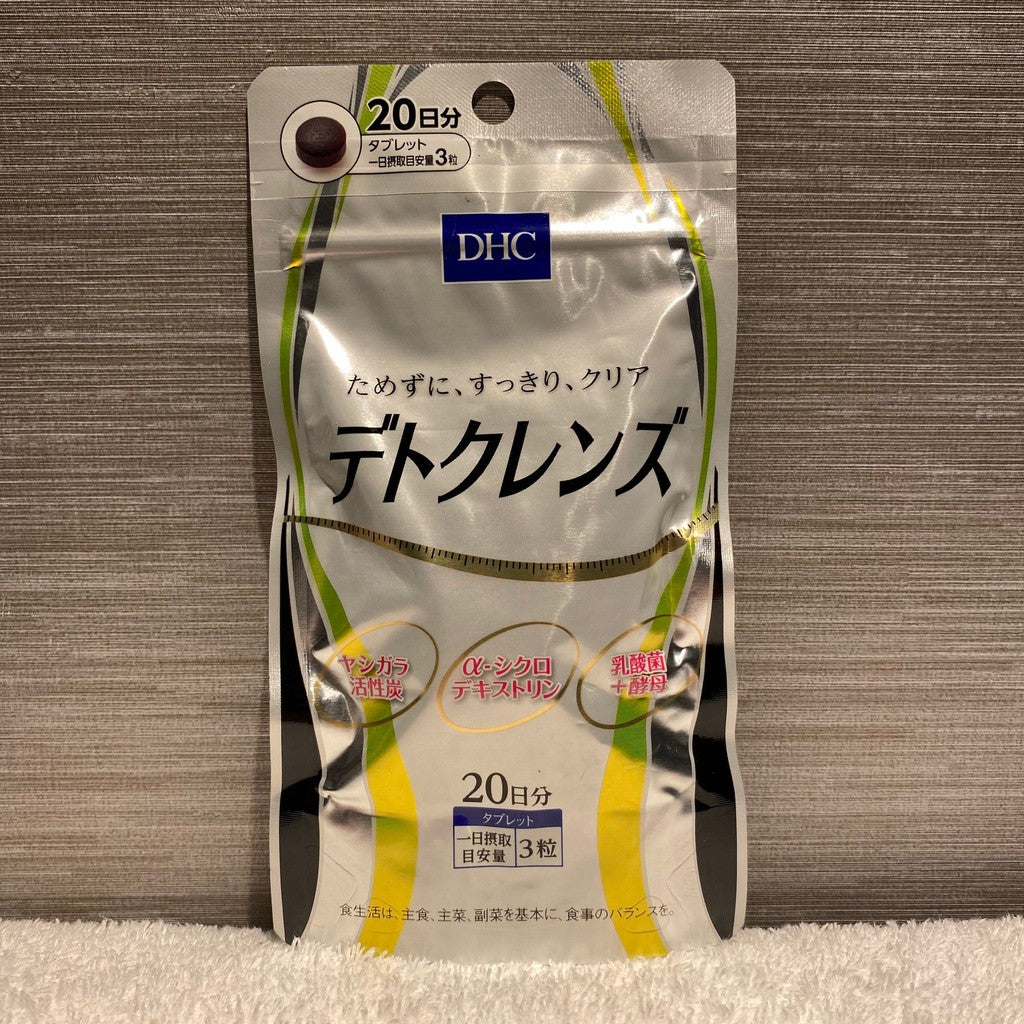 20日分
タブレット
一日摂取目安量3粒
DHC
ためずに、すっきり、クリア
デトクレンズ
ヤシガラ
活性炭
α-シクロ
デキストリン
乳酸菌
+酵母
20日分
タブレット
一日摂取
目安量
3粒
食生活は、主食、主菜、副菜を基本に、食事のバランスを。